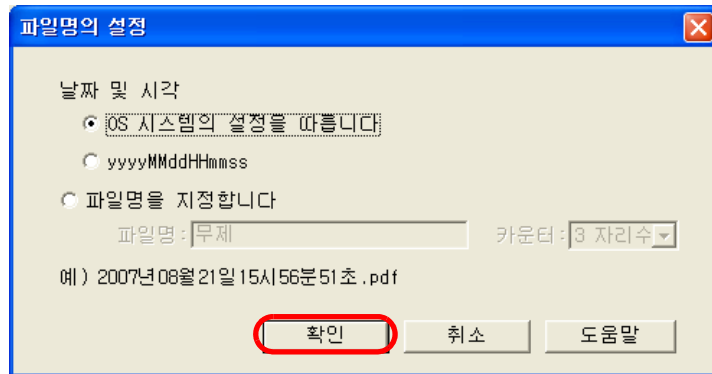 파일명의 설정
날짜 및 시각
OS 시스템의 설정을 따릅니다
yyyyMMddHHmmss
파일명을 지정합니다
파일명: 무제 카운터: 3 자리수
예) 2007년08월21일15시56분51초.pdf
확인 취소 도움말